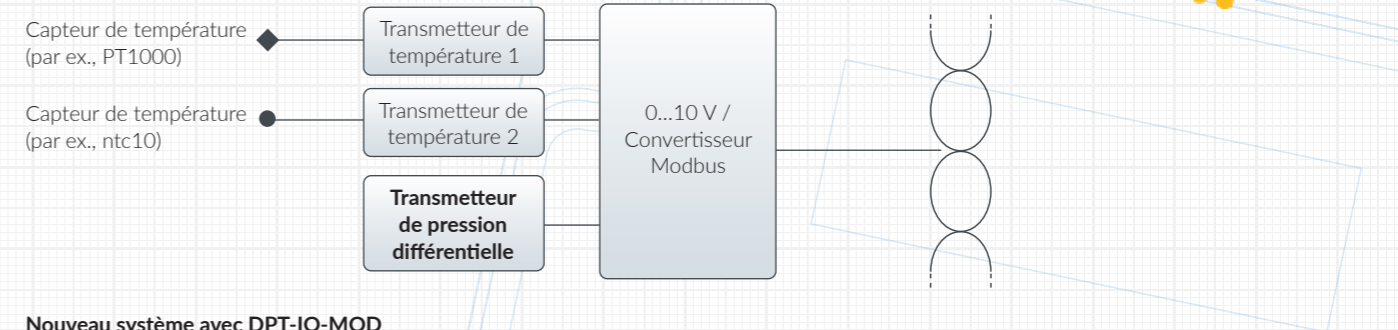 Capteur de température
(par ex., PT1000)
Transmetteur de
température 1
Capteur de température
(par ex., ntc10)
Transmetteur de
température 2
0...10 V /
Convertisseur
Modbus
Transmetteur
de pression
différentielle
Nouveau système avec DPT-IO-MOD